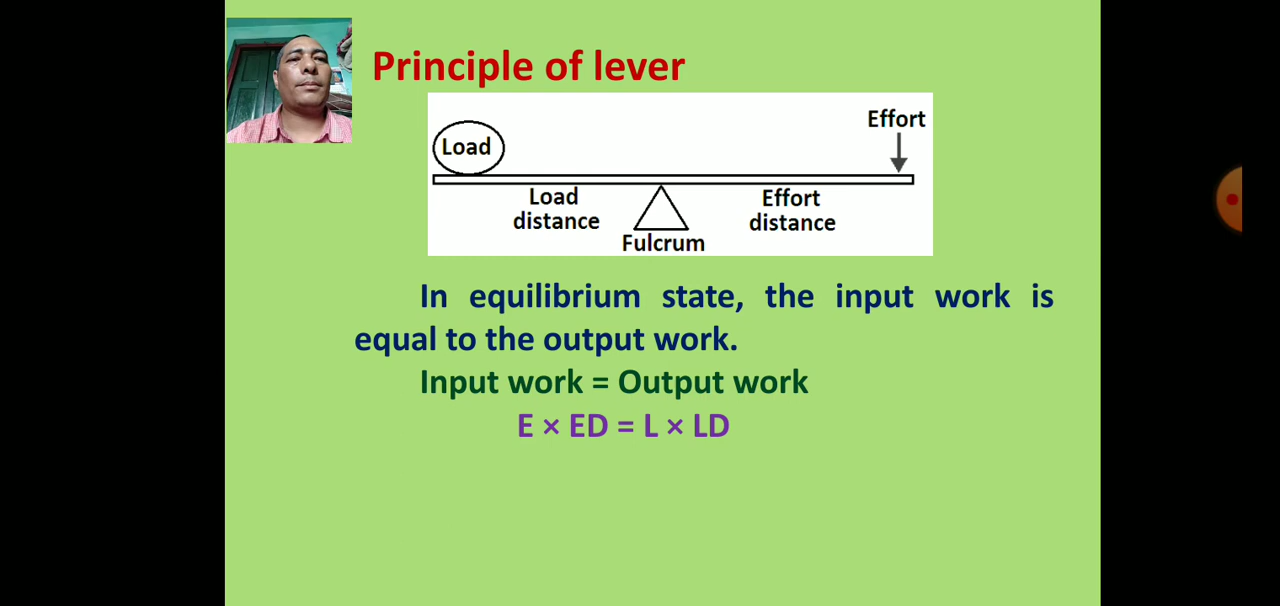 Principle of lever
Effort
Load
Load
distance
Effort
distance
Fulcrum
In equilibrium state, the input work is
equal to the output work.
Input work = Output work
E × ED = L × LD